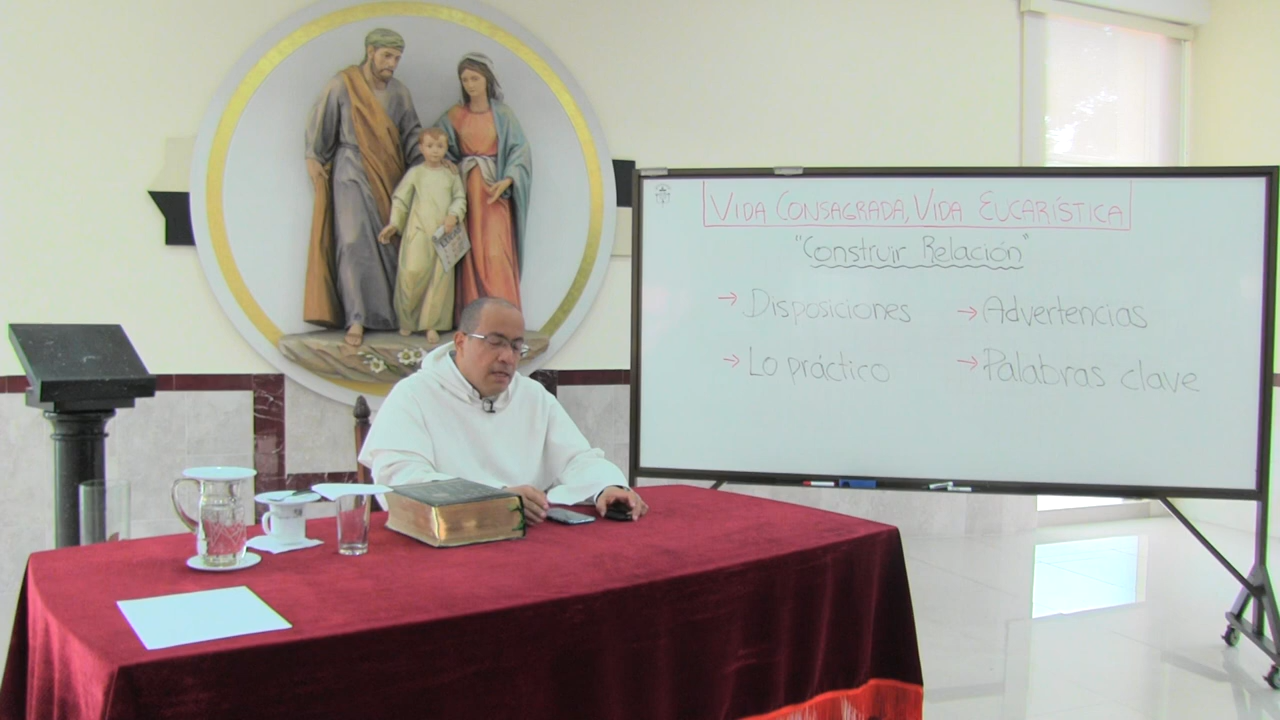 VIDA CONSAGRADA, VIDA EUCARÍSTICA
"Construir Relación"
→ Disposiciones → Advertencias
→ Lo práctico → Palabras clave